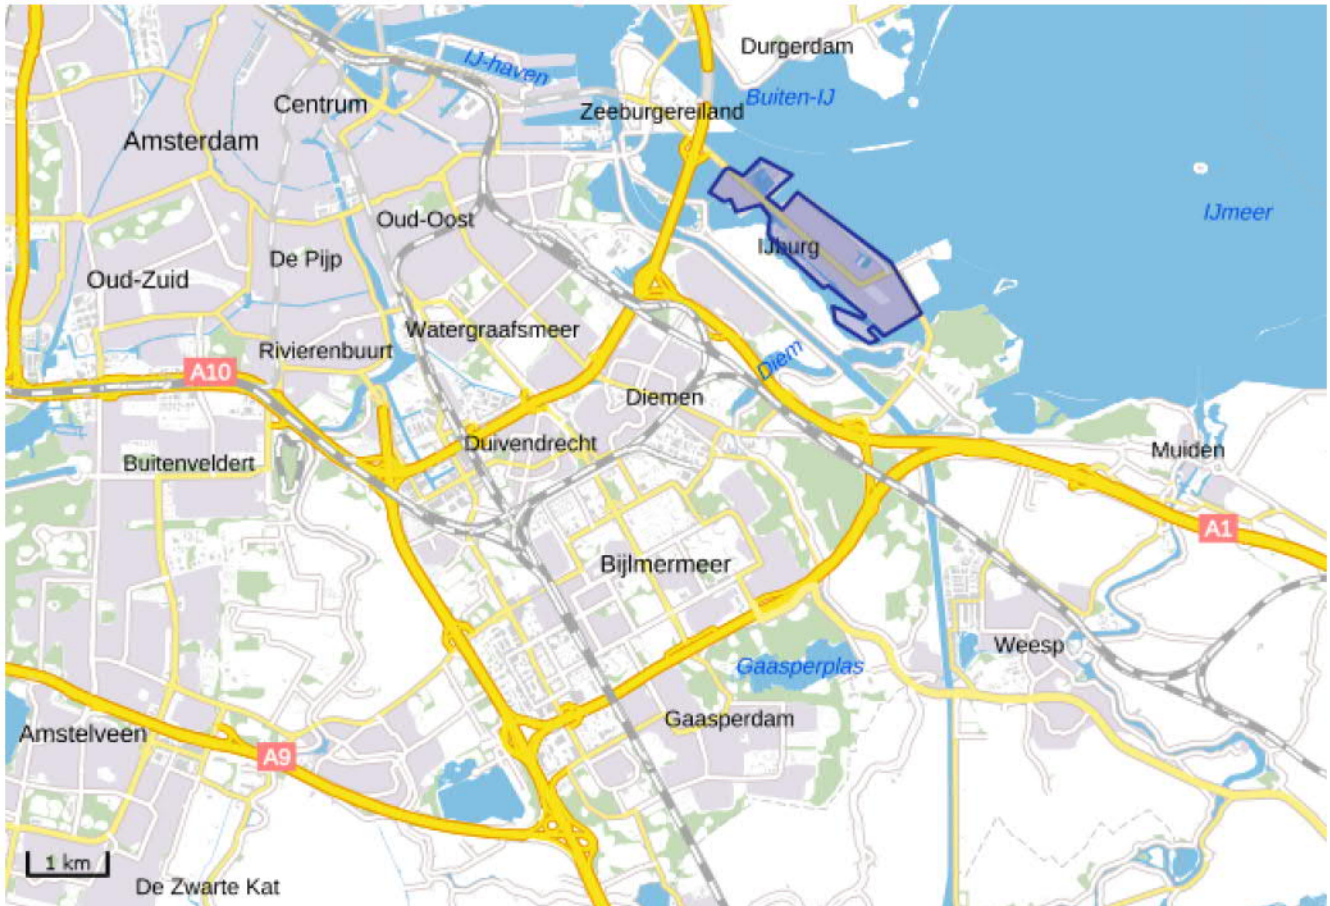 Durgerdam
IJ-haven
Buiten-IJ
Centrum
Zeeburgereiland
Amsterdam
IJmeer
Oud-Oost
IJburg
De Pijp
Oud-Zuid
Watergraafsmeer
Rivierenbuurt
Diem
A10
Diemen
Duivendrecht
Muiden
Buitenveldert
A1
Bijlmermeer
Weesp
Gaasperplas
Gaasperdam
Amstelveen
A9
1 km
De Zwarte Kat